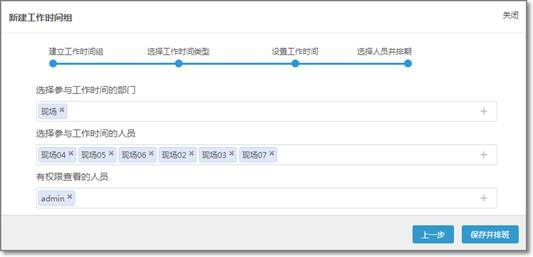 新建工作时间组 关闭
建立工作时间组 选择工作时间类型 设置工作时间 选择人员并排期
选择参与工作时间的部门
现场 × +
选择参与工作时间的人员
现场04 × 现场05 × 现场06 × 现场02 × 现场03 × 现场07 × +
有权限查看的人员
admin × +
上一步 保存并排班